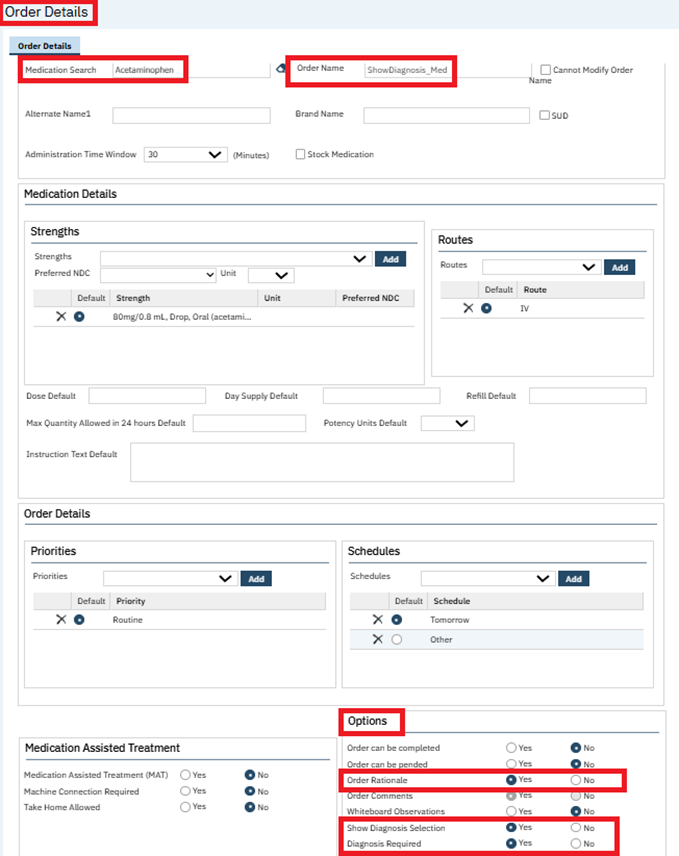 Order Details
Order Details
Medication Search Acetaminophen Order Name ShowDiagnosis_Med Cannot Modify Order Name
Alternate Name1 Brand Name SUD
Administration Time Window 30 (Minutes) Stock Medication
Medication Details
Strengths
Strengths Add
Preferred NDC Unit
Default Strength Unit Preferred NDC
80mg/0.8 mL, Drop, Oral (acetami...
Routes
Routes Add
Default Route
IV
Dose Default Day Supply Default Refill Default
Max Quantity Allowed in 24 hours Default Potency Units Default
Instruction Text Default
Order Details
Priorities
Priorities Add
Default Priority
Routine
Schedules
Schedules Add
Default Schedule
Tomorrow
Other
Medication Assisted Treatment
Medication Assisted Treatment (MAT) Yes No
Machine Connection Required Yes No
Take Home Allowed Yes No
Options
Order can be completed Yes No
Order can be pended Yes No
Order Rationale Yes No
Order Comments Yes No
Whiteboard Observations Yes No
Show Diagnosis Selection Yes No
Diagnosis Required Yes No